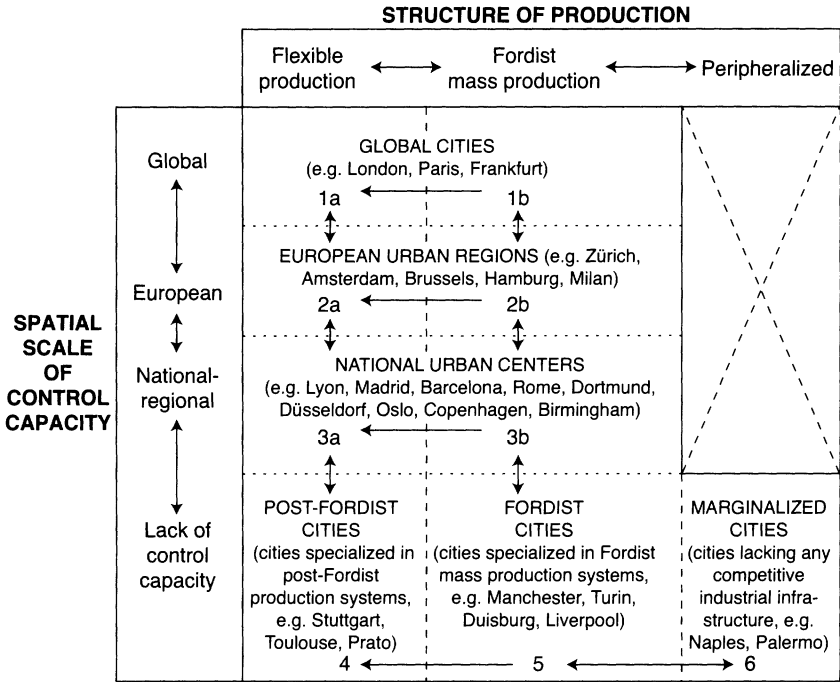 STRUCTURE OF PRODUCTION
Flexible
production
Fordist
mass production
Peripheralized
SPATIAL
SCALE
OF
CONTROL
CAPACITY
Global
European
National-
regional
Lack of
control
capacity
GLOBAL CITIES
(e.g. London, Paris, Frankfurt)
1a
1b
EUROPEAN URBAN REGIONS (e.g. Zürich,
Amsterdam, Brussels, Hamburg, Milan)
2a
2b
NATIONAL URBAN CENTERS
(e.g. Lyon, Madrid, Barcelona, Rome, Dortmund,
Düsseldorf, Oslo, Copenhagen, Birmingham)
3a
3b
POST-FORDIST
CITIES
(cities specialized in
post-Fordist
production systems,
e.g. Stuttgart,
Toulouse, Prato)
4
FORDIST
CITIES
(cities specialized in Fordist
mass production systems,
e.g. Manchester, Turin,
Duisburg, Liverpool)
5
MARGINALIZED
CITIES
(cities lacking any
competitive
industrial infra-
structure, e.g.
Naples, Palermo)
6